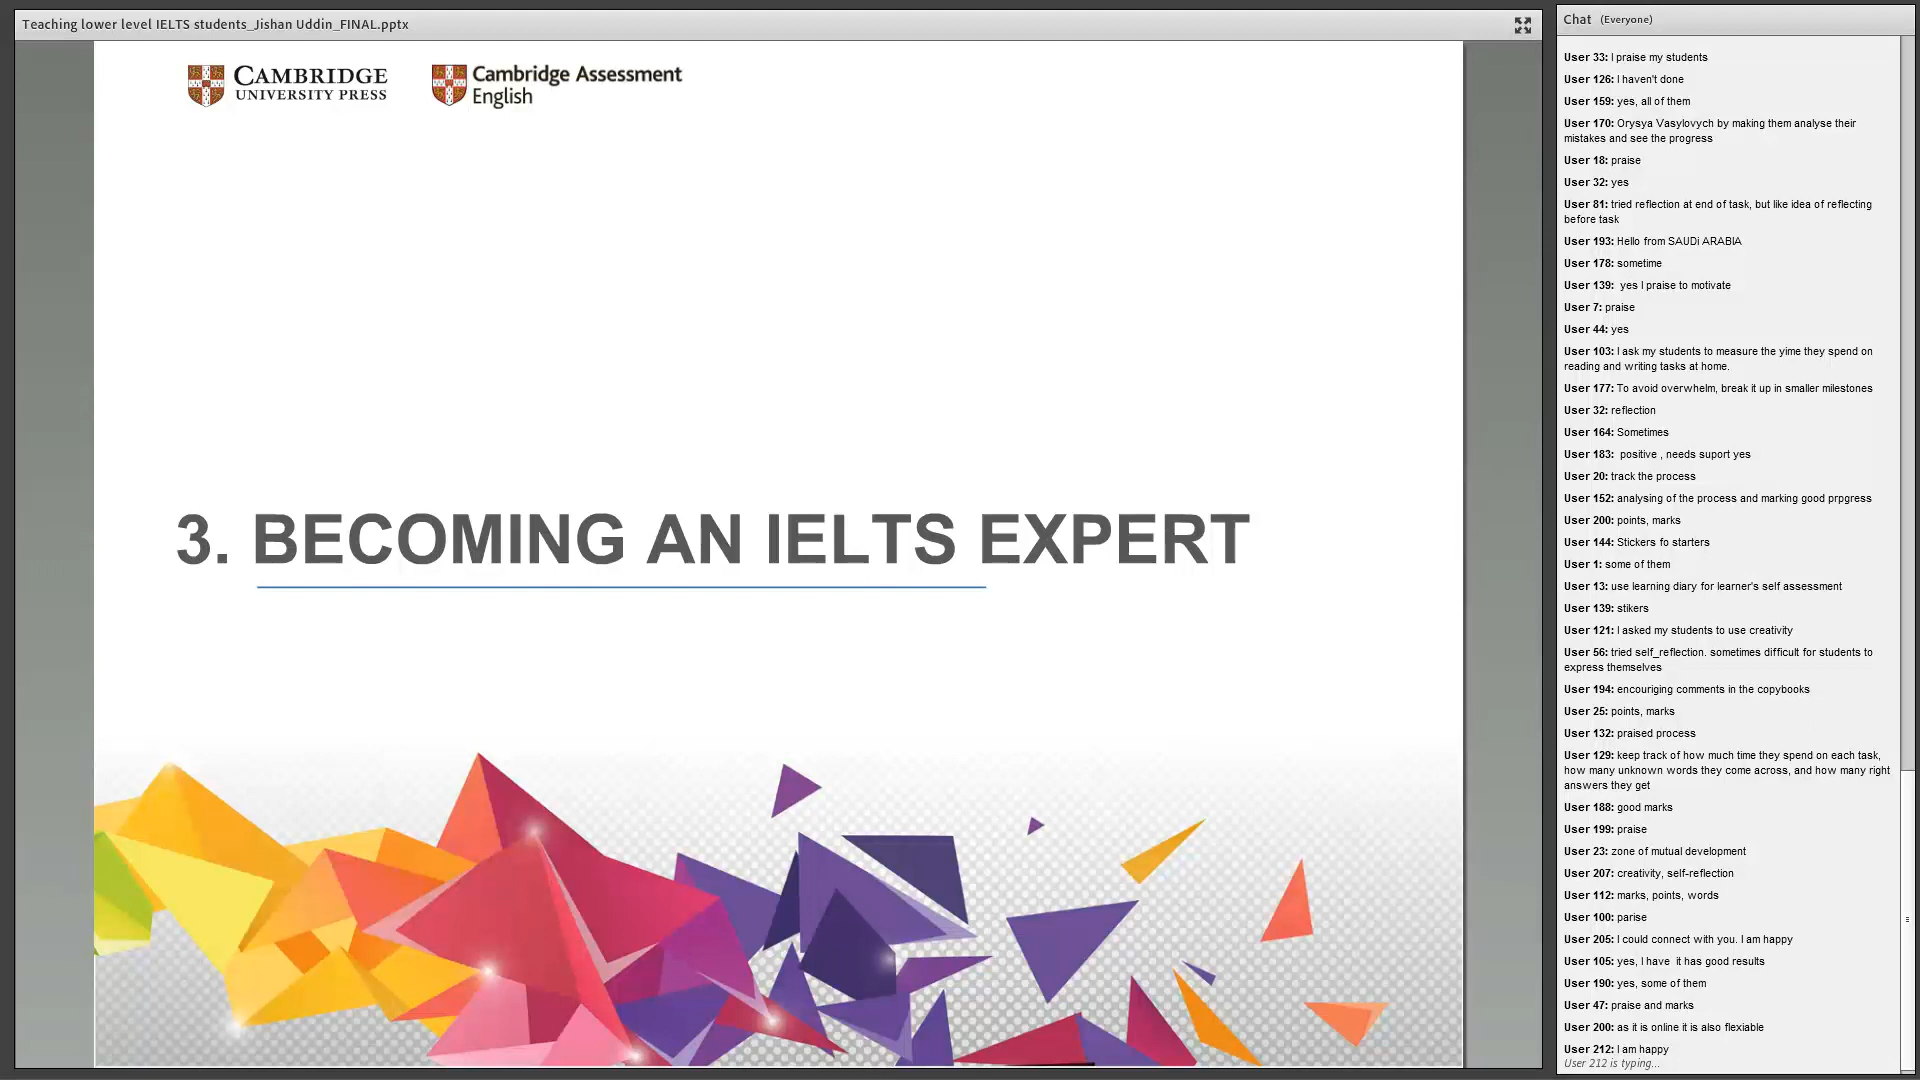 Teaching lower level IELTS students_Jishan Uddin_FINAL.pptx
CAMBRIDGE
UNIVERSITY PRESS
Cambridge Assessment
English
3. BECOMING AN IELTS EXPERT
Chat (Everyone)
User 33: I praise my students
User 126: I haven't done
User 159: yes, all of them
User 170: Orysya Vasylovych by making them analyse their
mistakes and see the progress
User 18: praise
User 32: yes
User 81: tried reflection at end of task, but like idea of reflecting
before task
User 193: Hello from SAUDi ARABIA
User 178: sometime
User 139: yes I praise to motivate
User 7: praise
User 44: yes
User 103: I ask my students to measure the yime they spend on
reading and writing tasks at home.
User 177: To avoid overwhelm, break it up in smaller milestones
User 32: reflection
User 164: Sometimes
User 183: positive , needs suport yes
User 20: track the process
User 152: analysing of the process and marking good prpgress
User 200: points, marks
User 144: Stickers fo starters
User 1: some of them
User 13: use learning diary for learner's self assessment
User 139: stikers
User 121: I asked my students to use creativity
User 56: tried self_reflection. sometimes difficult for students to
express themselves
User 194: encouriging comments in the copybooks
User 25: points, marks
User 132: praised process
User 129: keep track of how much time they spend on each task,
how many unknown words they come across, and how many right
answers they get
User 188: good marks
User 199: praise
User 23: zone of mutual development
User 207: creativity, self-reflection
User 112: marks, points, words
User 100: parise
User 205: I could connect with you. I am happy
User 105: yes, I have it has good results
User 190: yes, some of them
User 47: praise and marks
User 200: as it is online it is also flexiable
User 212: I am happy
User 212 is typing...